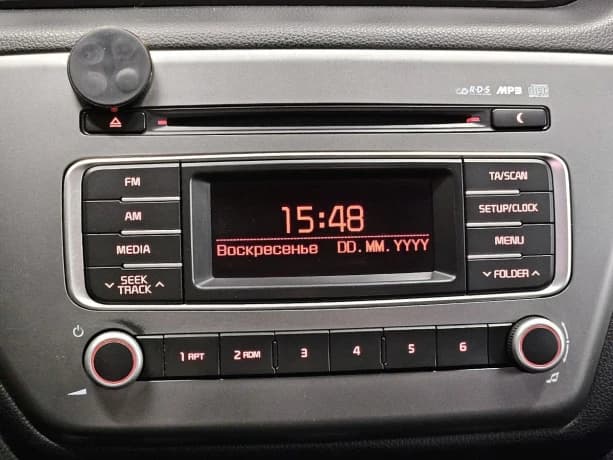 R·D·S MP3
FM
AM
MEDIA
SEEK
TRACK
15:48
Воскресенье DD.MM.YYYY
TA/SCAN
SETUP/CLOCK
MENU
FOLDER
1 RPT
2 RDM
3
4
5
6